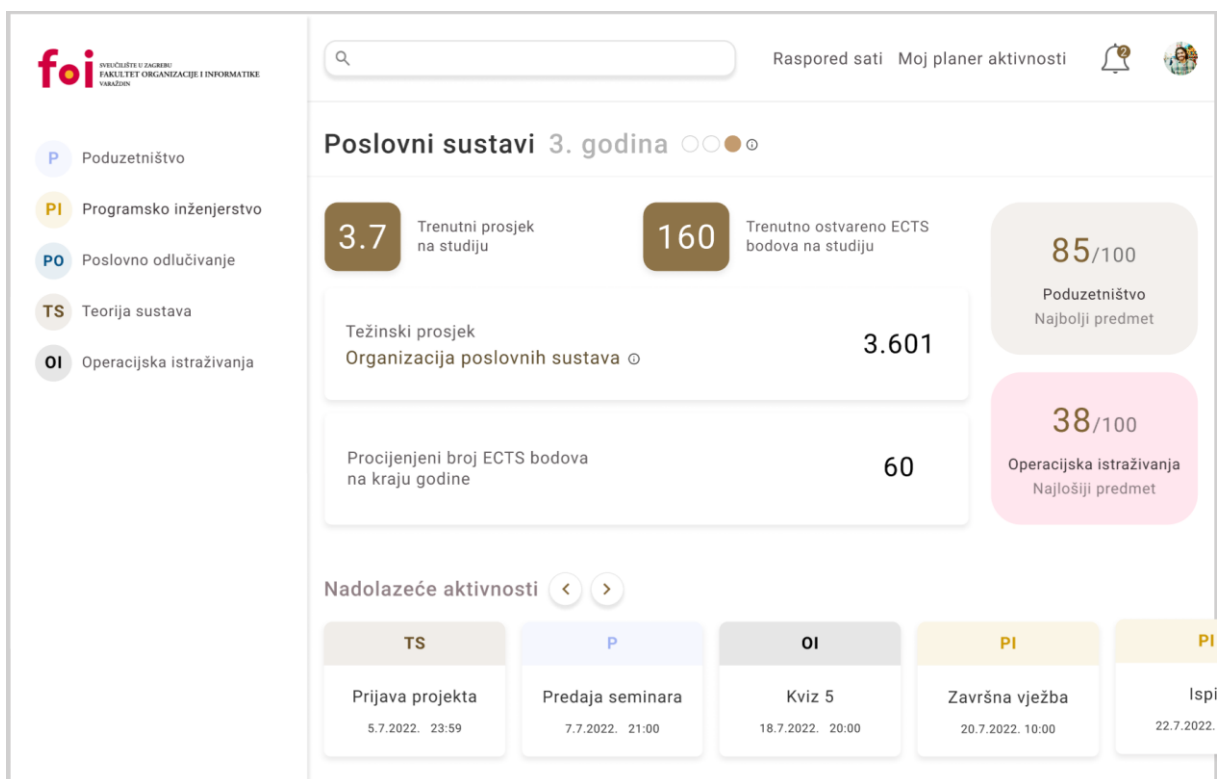 foi
SVEUČILIŠTE U ZAGREBU
FAKULTET ORGANIZACIJE I INFORMATIKE
VARAŽDIN
Raspored sati
Moj planer aktivnosti
2
P Poduzetništvo
PI Programsko inženjerstvo
PO Poslovno odlučivanje
TS Teorija sustava
OI Operacijska istraživanja
Poslovni sustavi 3. godina
3.7
Trenutni prosjek
na studiju
160
Trenutno ostvareno ECTS
bodova na studiju
Težinski prosjek
Organizacija poslovnih sustava
3.601
Procijenjeni broj ECTS bodova
na kraju godine
60
85/100
Poduzetništvo
Najbolji predmet
38/100
Operacijska istraživanja
Najlošiji predmet
Nadolazeće aktivnosti
TS
Prijava projekta
5.7.2022. 23:59
P
Predaja seminara
7.7.2022. 21:00
OI
Kviz 5
18.7.2022. 20:00
PI
Završna vježba
20.7.2022. 10:00
PI
Ispi
22.7.2022.